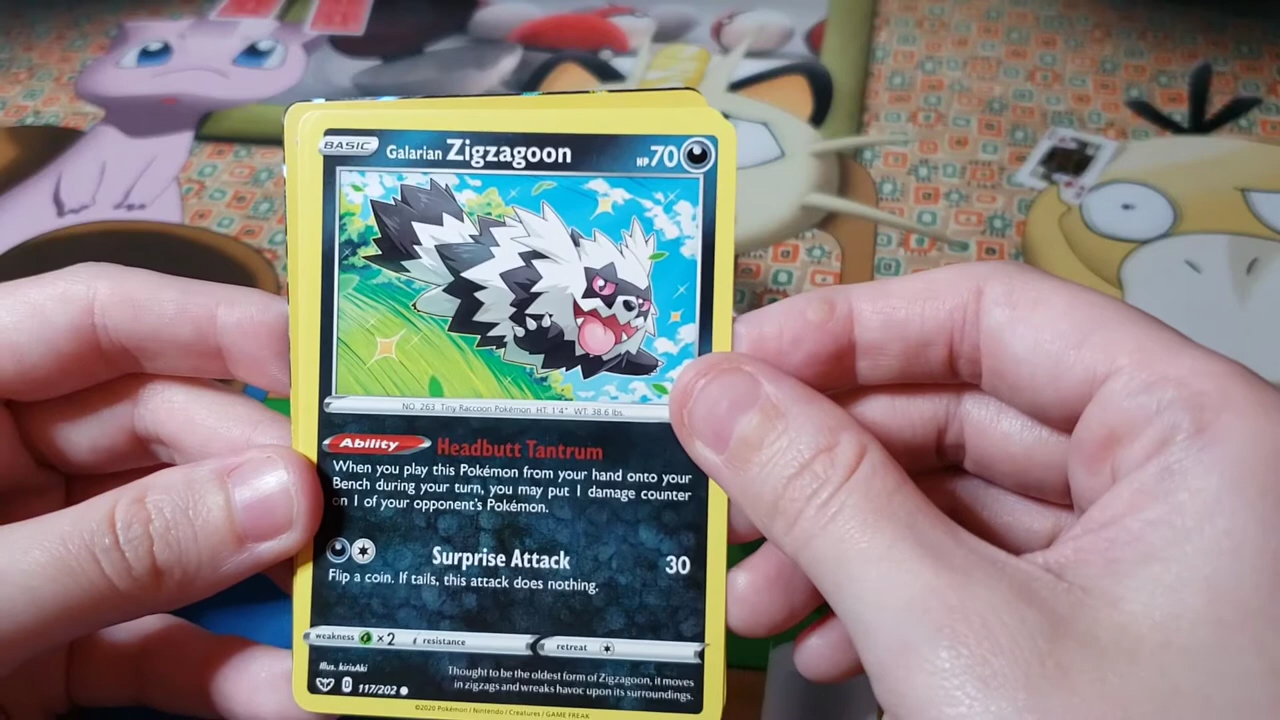 BASIC
Galarian Zigzagoon
HP 70
NO. 263 Tiny Raccoon Pokémon HT: 1'4" WT: 38.6 lbs.
Ability Headbutt Tantrum
When you play this Pokémon from your hand onto your
Bench during your turn, you may put 1 damage counter
on 1 of your opponent's Pokémon.
Surprise Attack 30
Flip a coin. If tails, this attack does nothing.
weakness ×2 resistance retreat
Illus. kirisAki
Thought to be the oldest form of Zigzagoon, it moves
in zigzags and wreaks havoc upon its surroundings.
D 117/202
©2020 Pokémon / Nintendo / Creatures / GAME FREAK